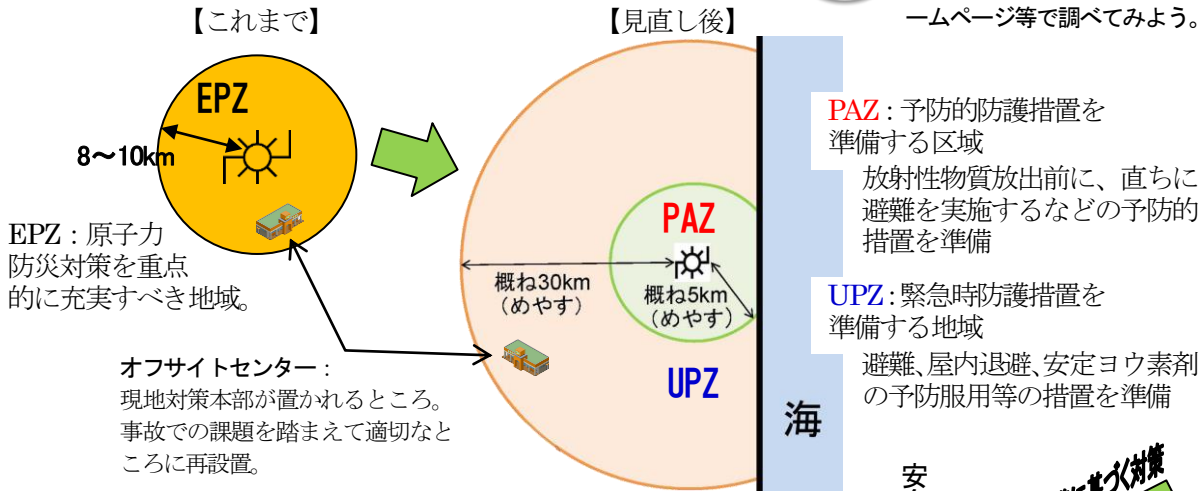 ームページ等で調べてみよう。
【これまで】
【見直し後】
EPZ
8～10km
EPZ：原子力
防災対策を重点
的に充実すべき地域。
オフサイトセンター：
現地対策本部が置かれるところ。
事故での課題を踏まえて適切なと
ころに再設置。
PAZ
概ね30km
（めやす）
概ね5km
（めやす）
UPZ
海
PAZ：予防的防護措置を
準備する区域
放射性物質放出前に、直ちに
避難を実施するなどの予防的
措置を準備
UPZ：緊急時防護措置を
準備する地域
避難、屋内退避、安定ヨウ素剤
の予防服用等の措置を準備
安
に基づく対策